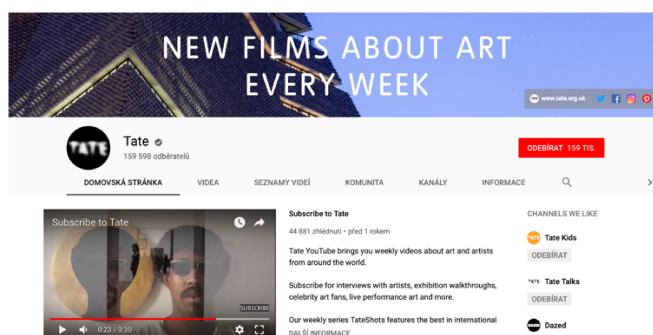 NEW FILMS ABOUT ART
EVERY WEEK
www.tate.org.uk
TATE
Tate
159 598 odběratelů
ODEBÍRAT 159 TIS.
DOMOVSKÁ STRÁNKA VIDEA SEZNAMY VIDEÍ KOMUNITA KANÁLY INFORMACE
Subscribe to Tate
SUBSCRIBE
0:23 / 0:30
Subscribe to Tate
44 881 zhlédnutí • před 1 rokem
Tate YouTube brings you weekly videos about art and artists
from around the world.
Subscribe for interviews with artists, exhibition walkthroughs,
celebrity art fans, live performance art and more.
Our weekly series TateShots features the best in international
DALŠÍ INFORMACE
CHANNELS WE LIKE
Tate Kids
ODEBÍRAT
Tate Talks
ODEBÍRAT
Dazed